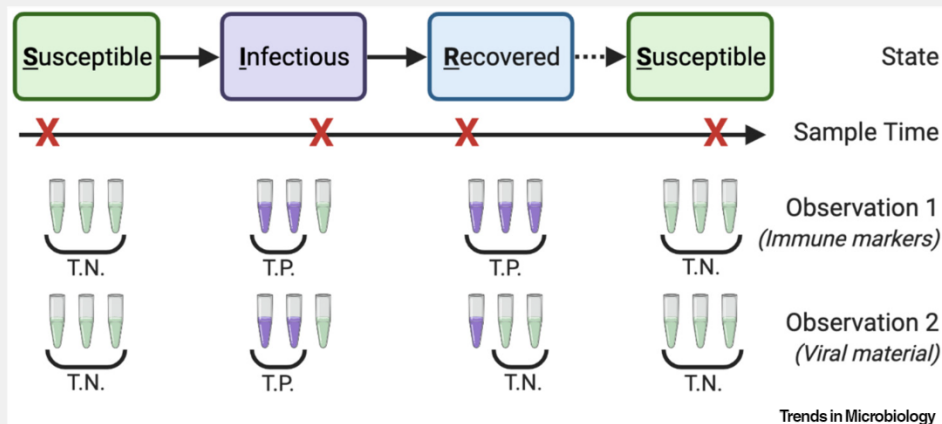 Susceptible Infectious Recovered Susceptible State
X X X X Sample Time
Observation 1
(Immune markers)
T.N. T.P. T.P. T.N.
Observation 2
(Viral material)
T.N. T.P. T.N. T.N.
Trends in Microbiology